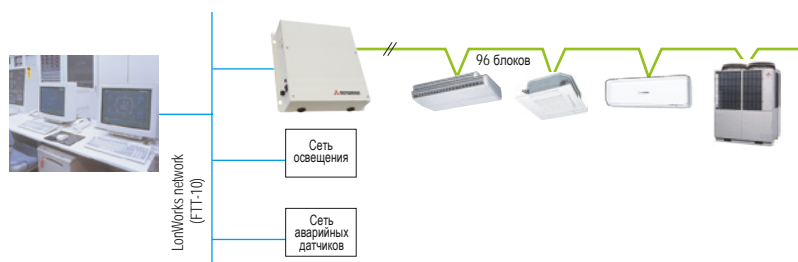 96 блоков
LonWorks network
(FTT-10)
Сеть
освещения
Сеть
аварийных
датчиков